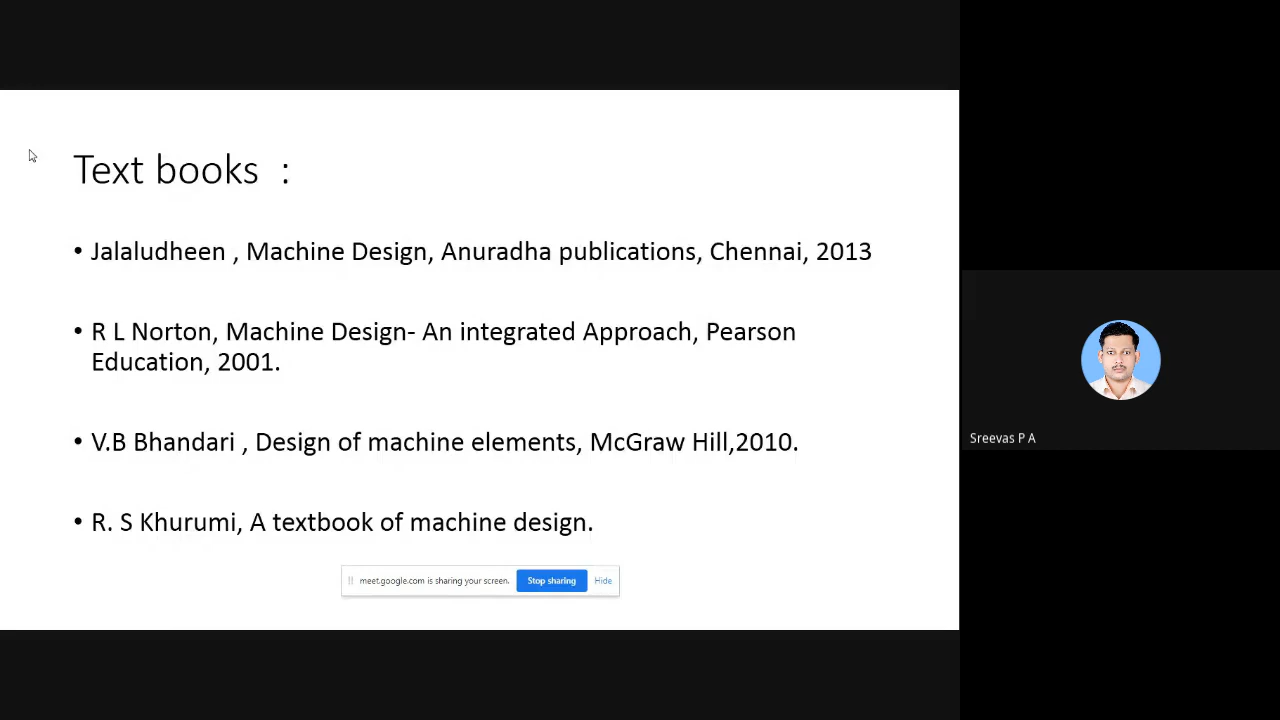 Text books :
• Jalaludheen , Machine Design, Anuradha publications, Chennai, 2013
• R L Norton, Machine Design- An integrated Approach, Pearson
Education, 2001.
• V.B Bhandari , Design of machine elements, McGraw Hill,2010.
• R. S Khurumi, A textbook of machine design.
meet.google.com is sharing your screen. Stop sharing Hide
Sreevas P A